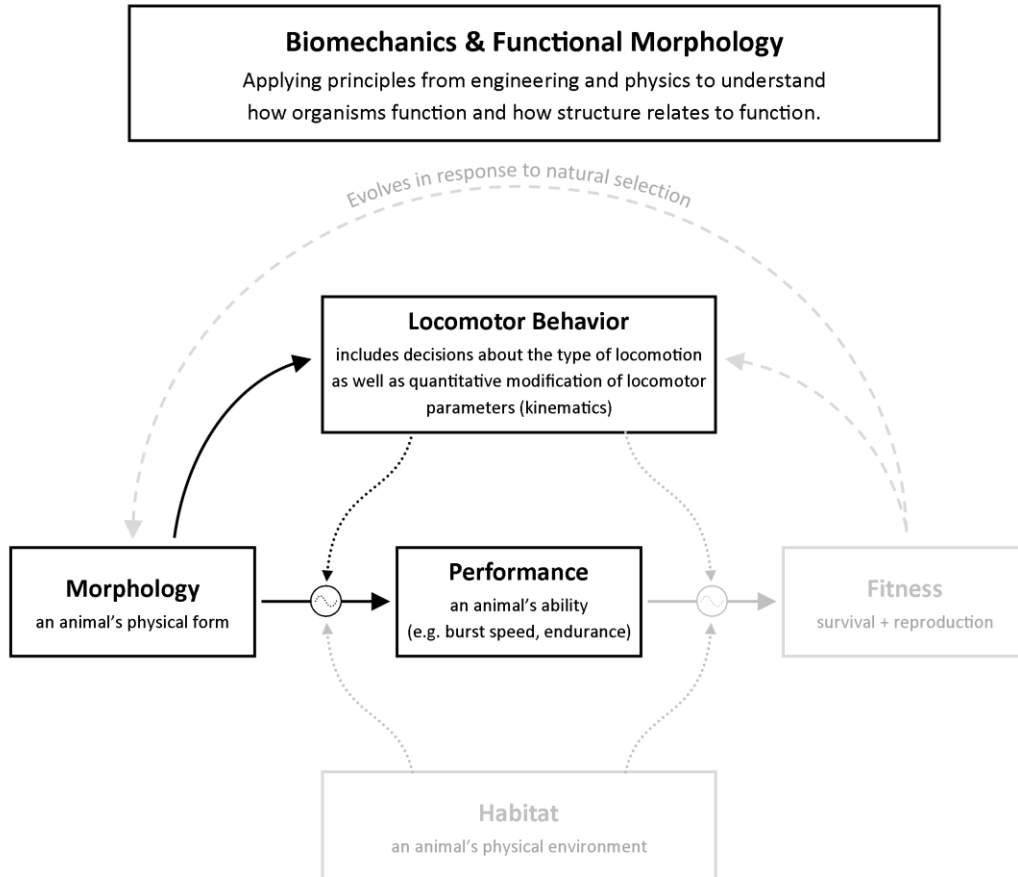 Biomechanics & Functional Morphology
Applying principles from engineering and physics to understand
how organisms function and how structure relates to function.
Evolves in response to natural selection
Locomotor Behavior
includes decisions about the type of locomotion
as well as quantitative modification of locomotor
parameters (kinematics)
Morphology
an animal’s physical form
Performance
an animal’s ability
(e.g. burst speed, endurance)
Fitness
survival + reproduction
Habitat
an animal’s physical environment